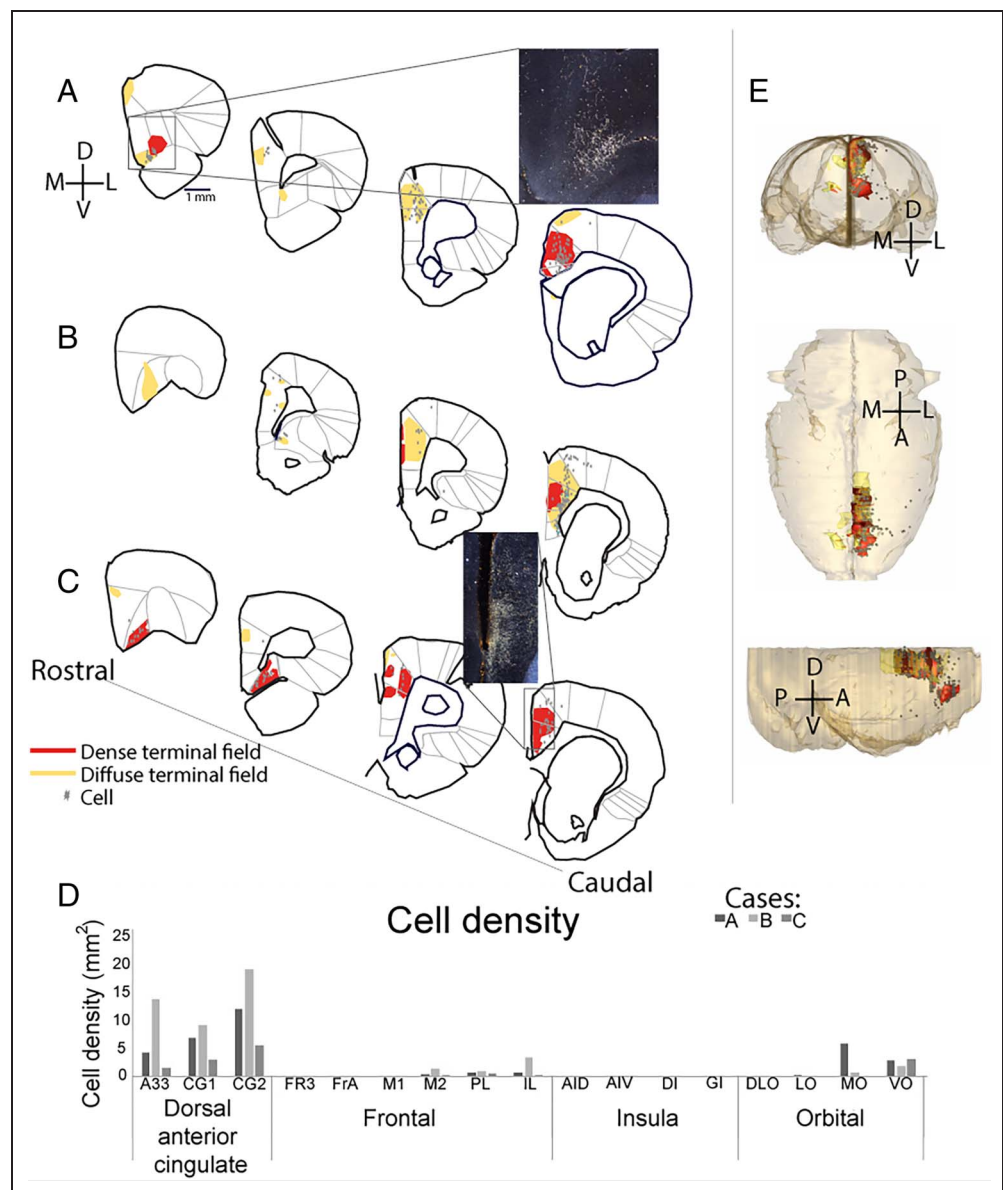 A
D
M L
V
1 mm
B
C
Rostral
Dense terminal field
Diffuse terminal field
Cell
Caudal
E
D
M L
V
P
M L
A
D
P A
V
D
Cell density
Cases:
A B C
Cell density (mm2)
25
20
15
10
5
0
A33 CG1 CG2 FR3 FrA M1 M2 PL IL AID AIV DI GI DLO LO MO VO
Dorsal
anterior
cingulate
Frontal
Insula
Orbital